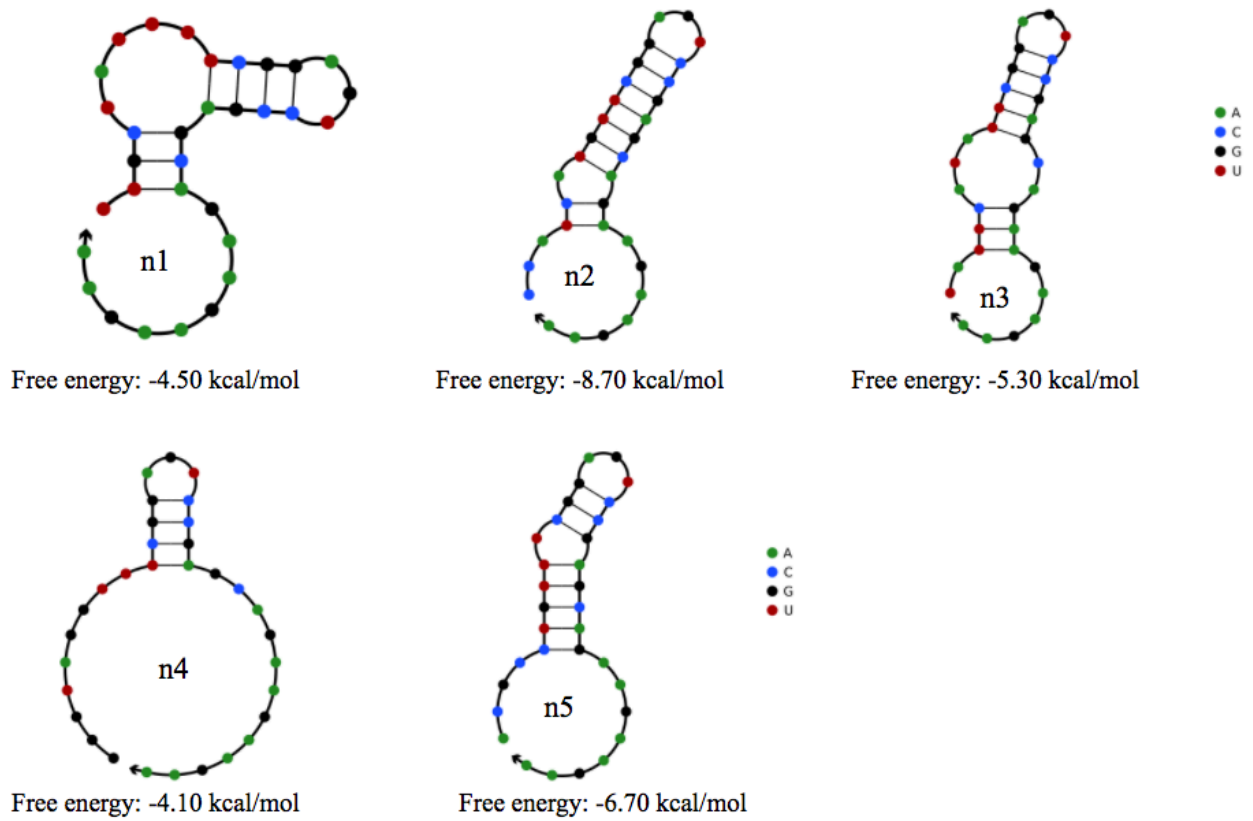 n1
n2
n3
A
C
G
U
Free energy: -4.50 kcal/mol
Free energy: -8.70 kcal/mol
Free energy: -5.30 kcal/mol
n4
n5
A
C
G
U
Free energy: -4.10 kcal/mol
Free energy: -6.70 kcal/mol